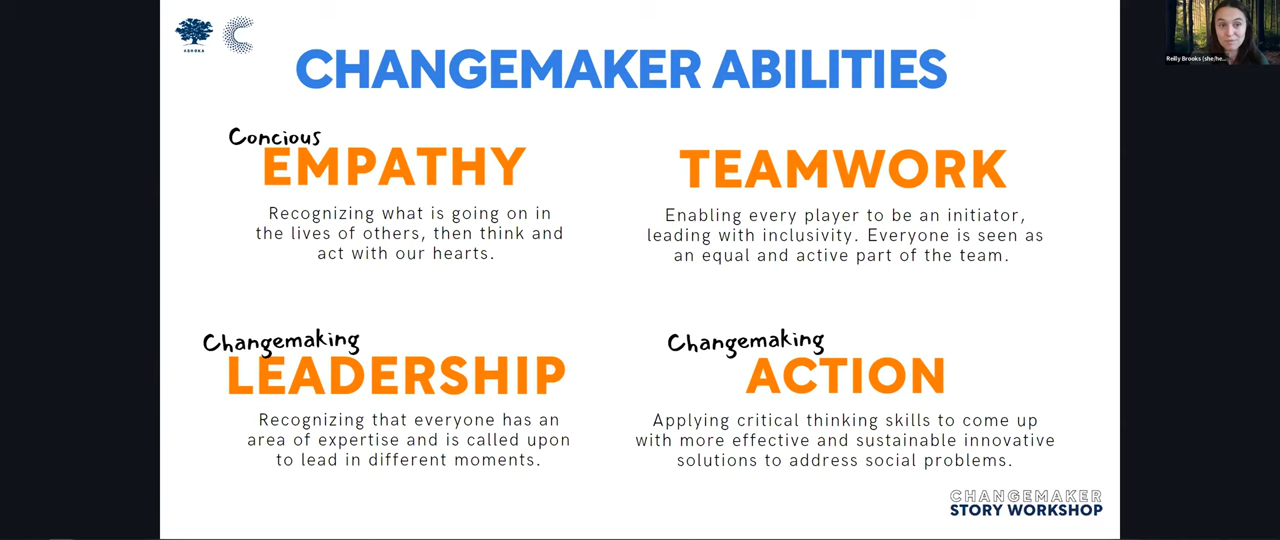 ASHOKA
CHANGEMAKER ABILITIES
Concious
EMPATHY
Recognizing what is going on in
the lives of others, then think and
act with our hearts.
TEAMWORK
Enabling every player to be an initiator,
leading with inclusivity. Everyone is seen as
an equal and active part of the team.
Changemaking
LEADERSHIP
Recognizing that everyone has an
area of expertise and is called upon
to lead in different moments.
Changemaking
ACTION
Applying critical thinking skills to come up
with more effective and sustainable innovative
solutions to address social problems.
CHANGEMAKER
STORY WORKSHOP
Reilly Brooks (she/he...